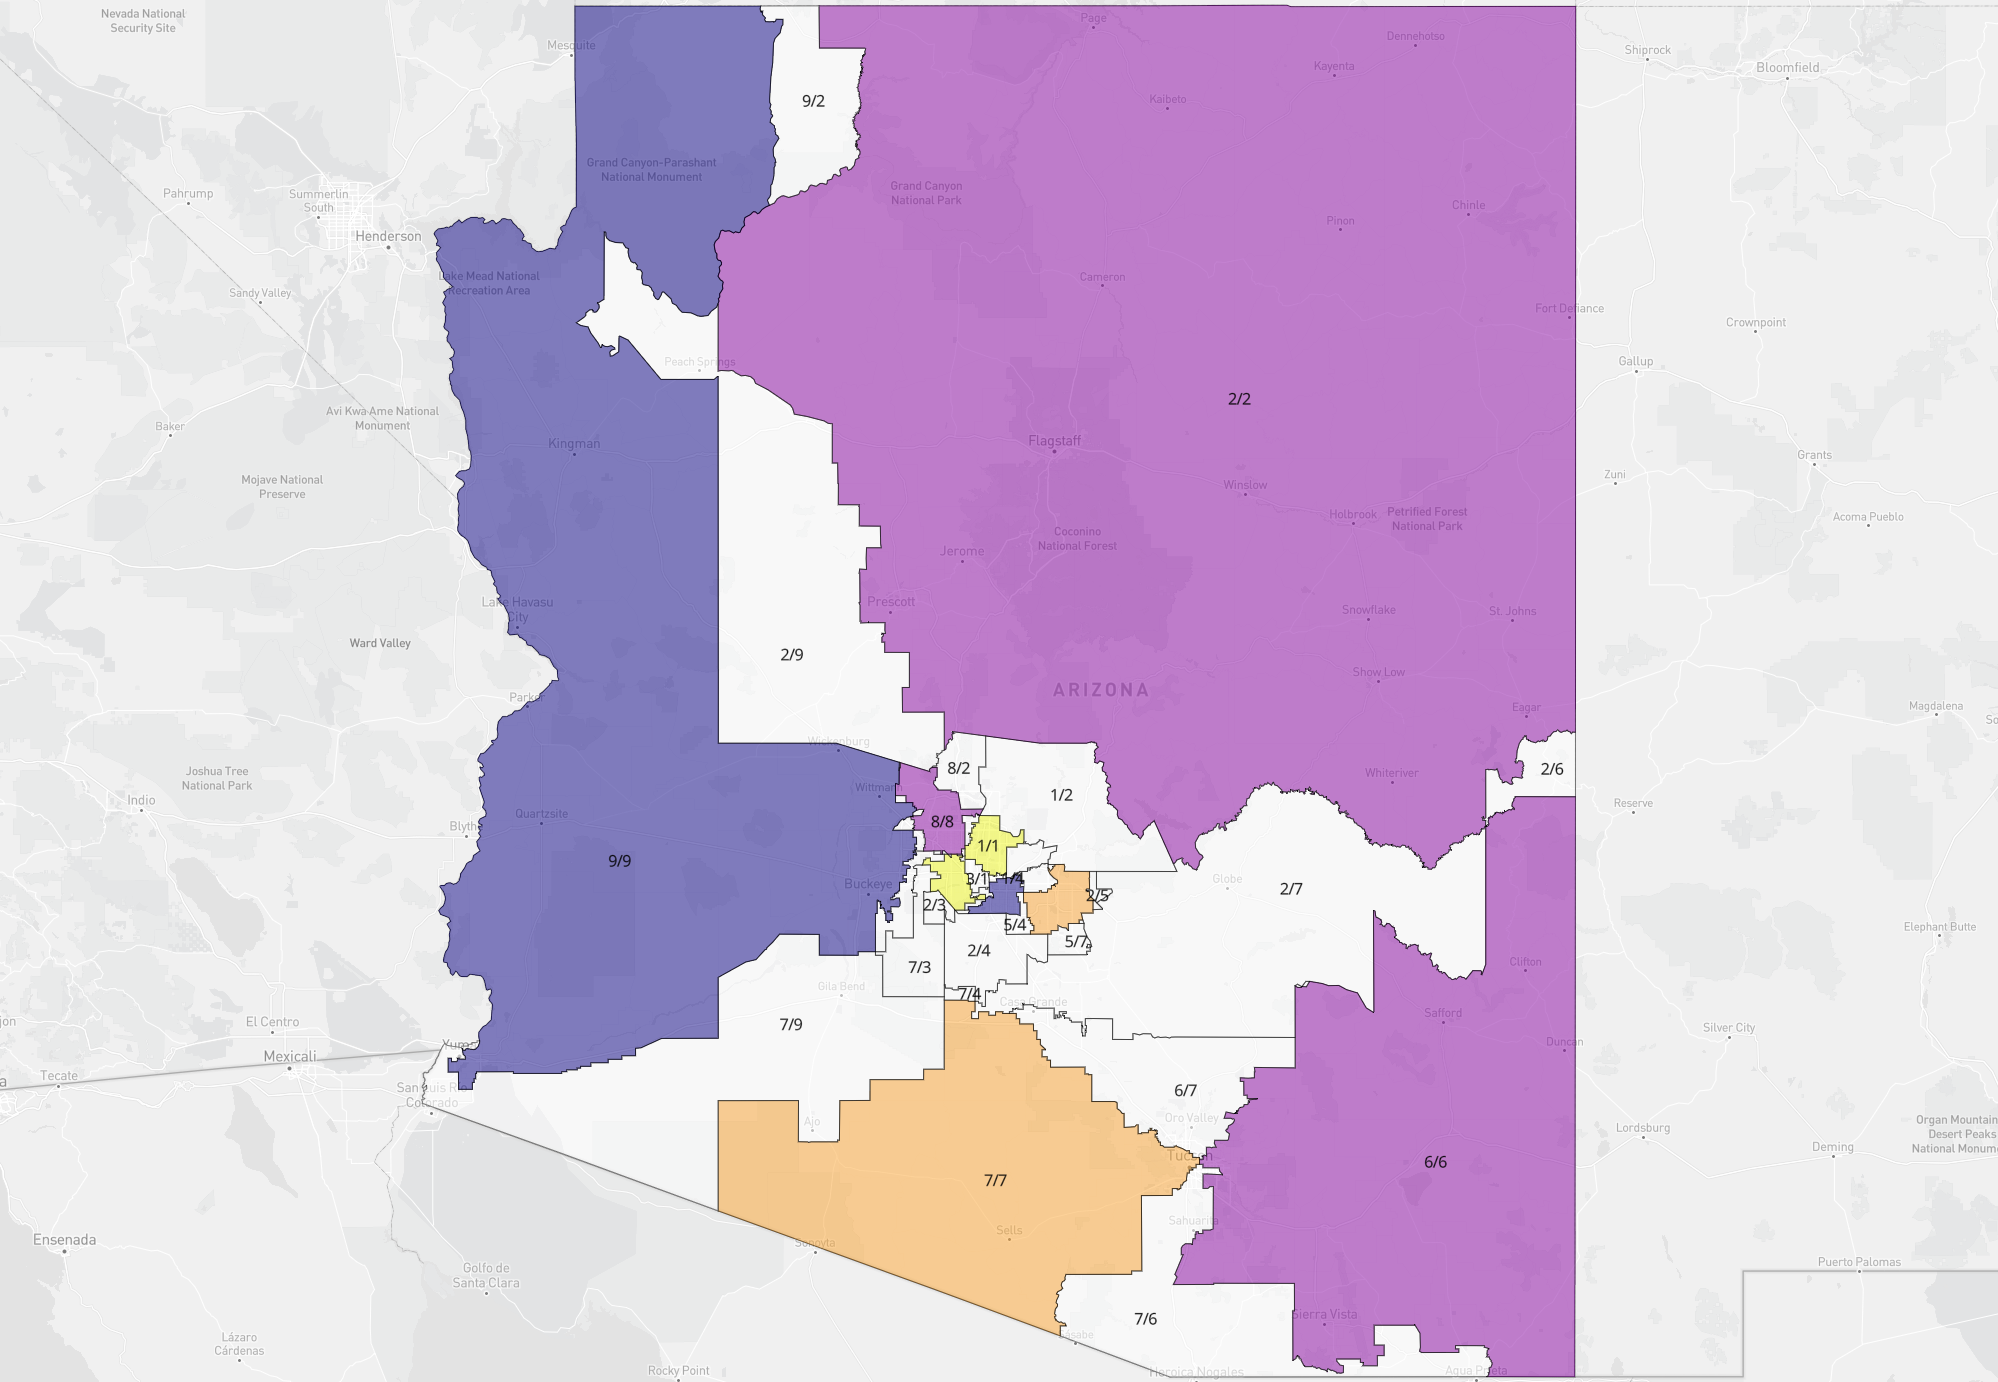 Nevada National
Security Site
Page
Dennehotso
Mesquite
Shiprock
Bloomfield
Kayenta
Kaibeto
9/2
Grand Canyon-Parashant
National Monument
Grand Canyon
National Park
Pahrump
Summerlin
South
Chinle
Pinon
Henderson
Lake Mead National
Recreation Area
Cameron
Sandy Valley
Fort Defiance
Crownpoint
Peach Springs
Gallup
2/2
Avi Kwa Ame National
Monument
Baker
Kingman
Flagstaff
Grants
Zuni
Mojave National
Preserve
Winslow
Holbrook
Petrified Forest
National Park
Acoma Pueblo
Coconino
National Forest
Jerome
Lake Havasu
City
Prescott
Snowflake
St. Johns
Ward Valley
2/9
Show Low
Parke
ARIZONA
Eagar
Magdalena
So
Wickenburg
Joshua Tree
National Park
8/2
2/6
Whiteriver
Wittmann
1/2
Indio
Reserve
Quartzsite
Blythe
8/8
1/1
9/9
Buckeye
3/1
1/4
Globe
2/7
2/5
2/3
5/4
5/7
Elephant Butte
2/4
7/3
Clifton
Gila Bend
7/4
Casa Grande
Safford
jon
El Centro
7/9
Silver City
Yuma
Mexicali
Duncan
Tecate
a
San Luis Río
Colorado
6/7
Oro Valley
Ajo
Lordsburg
Organ Mountain
Desert Peaks
National Monume
Deming
Tucson
6/6
7/7
Sahuarita
Sells
Ensenada
Sonoyta
Puerto Palomas
Golfo de
Santa Clara
7/6
Sierra Vista
Lázaro
Cárdenas
Sásabe
Rocky Point
Heroica Nogales
Agua Prieta